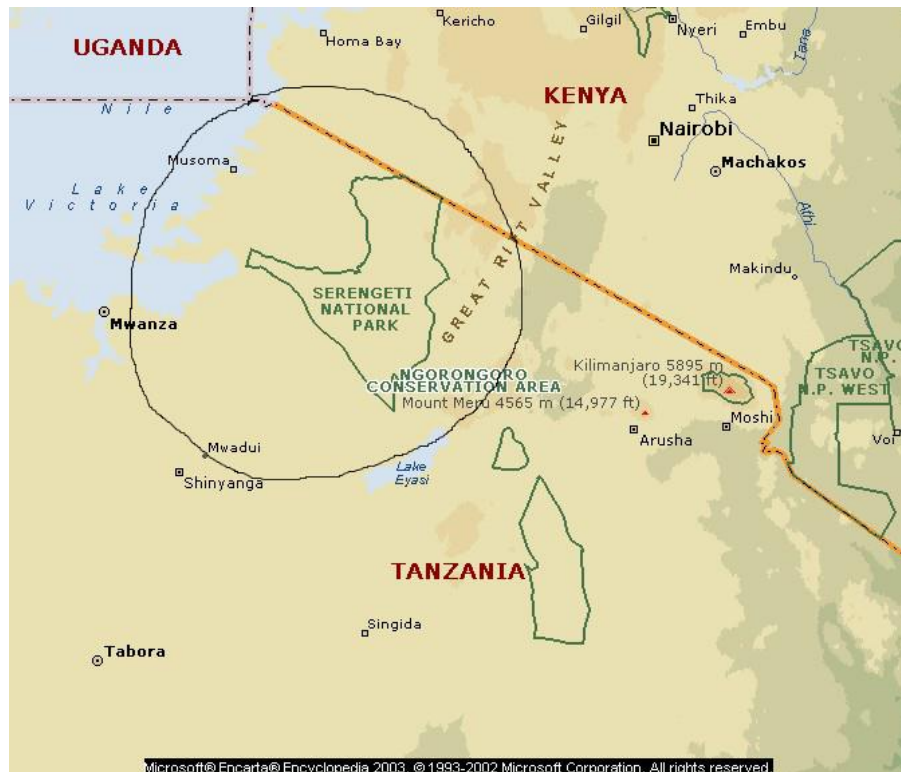 Kericho
Gilgil
Nyeri
Embu
UGANDA
Homa Bay
Tana
KENYA
Thika
Nile
Nairobi
Musoma
Machakos
Lake
Victoria
GREAT RIFT VALLEY
Athi
Makindu
SERENGETI
NATIONAL
PARK
Mwanza
TSAVO
N.P.
Kilimanjaro 5895 m
(19,341 ft)
TSAVO
N.P. WEST
NGORONGORO
CONSERVATION AREA
Mount Meru 4565 m (14,977 ft)
Moshi
Arusha
Voi
Mwadui
Shinyanga
Lake
Eyasi
TANZANIA
Singida
Tabora
Microsoft® Encarta® Encyclopedia 2003. © 1993-2002 Microsoft Corporation. All rights reserved.